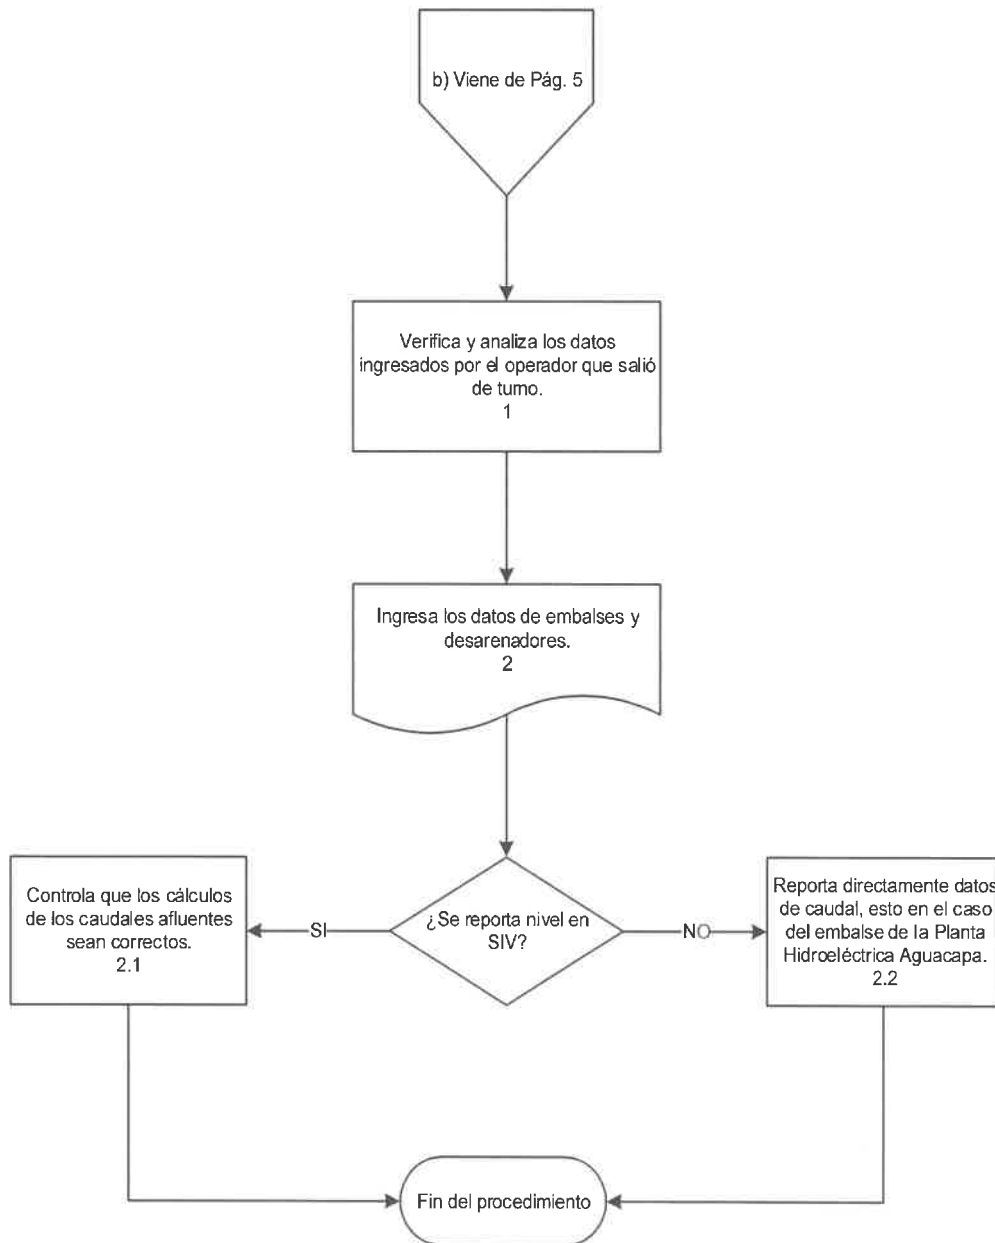 b) Viene de Pág. 5
Verifica y analiza los datos
ingresados por el operador que salió
de turno.
1
Ingresa los datos de embalses y
desarenadores.
2
¿Se reporta nivel en
SIV?
SI
NO
Controla que los cálculos
de los caudales afluentes
sean correctos.
2.1
Reporta directamente datos
de caudal, esto en el caso
del embalse de la Planta
Hidroeléctrica Aguacapa.
2.2
Fin del procedimiento